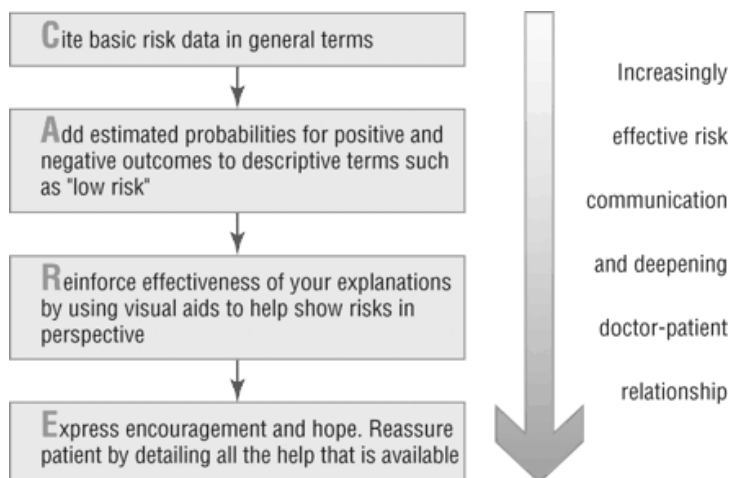 Cite basic risk data in general terms
Add estimated probabilities for positive and
negative outcomes to descriptive terms such
as "low risk"
Reinforce effectiveness of your explanations
by using visual aids to help show risks in
perspective
Express encouragement and hope. Reassure
patient by detailing all the help that is available
Increasingly
effective risk
communication
and deepening
doctor-patient
relationship